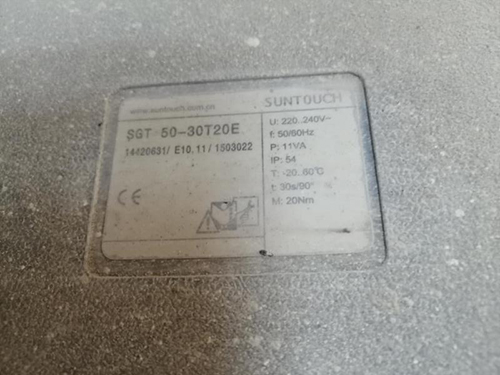 www.suntouch.com.cn
SUNTOUCH
SGT 50-30T20E
14420631/ E10.11/ 1503022
U: 220..240V~
f: 50/60Hz
P: 11VA
IP: 54
T: -20..60℃
t: 30s/90°
M: 20Nm
CE